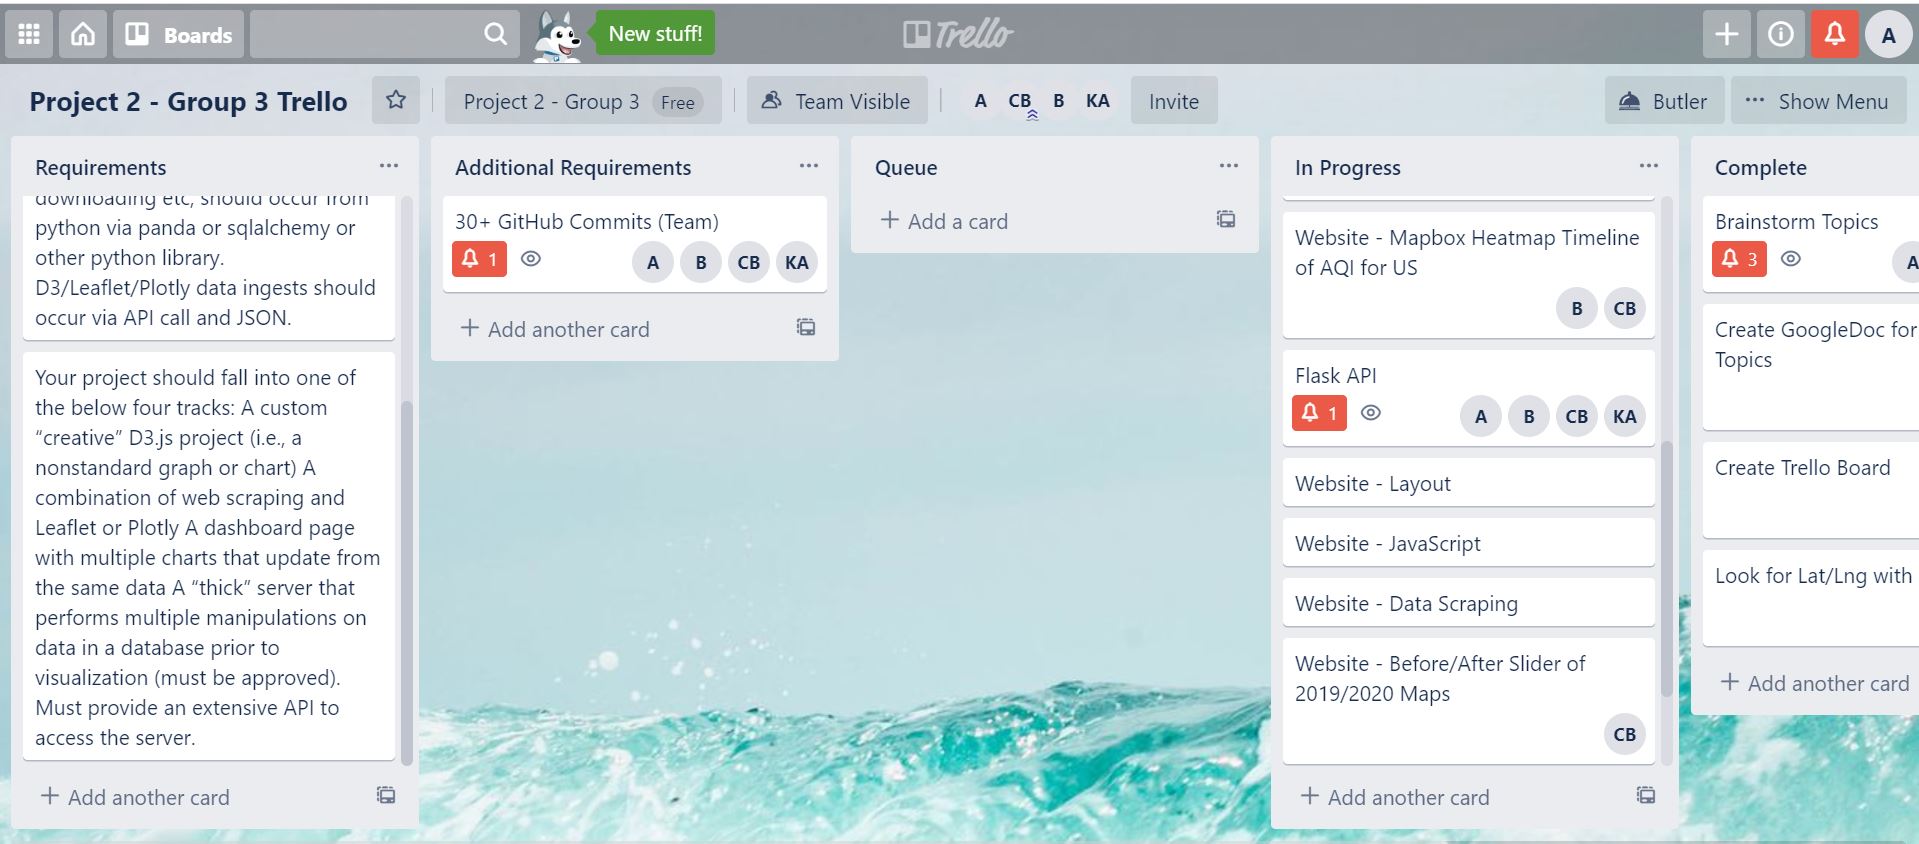 Boards
New stuff!
Trello
A
Project 2 - Group 3 Trello
Project 2 - Group 3 Free
Team Visible
A CB B KA
Invite
Butler
Show Menu
Requirements
downloading etc, should occur from
python via panda or sqlalchemy or
other python library.
D3/Leaflet/Plotly data ingests should
occur via API call and JSON.
Your project should fall into one of
the below four tracks: A custom
“creative” D3.js project (i.e., a
nonstandard graph or chart) A
combination of web scraping and
Leaflet or Plotly A dashboard page
with multiple charts that update from
the same data A “thick” server that
performs multiple manipulations on
data in a database prior to
visualization (must be approved).
Must provide an extensive API to
access the server.
Add another card
Additional Requirements
30+ GitHub Commits (Team)
1 A B CB KA
Add another card
Queue
Add a card
In Progress
Website - Mapbox Heatmap Timeline
of AQI for US
B CB
Flask API
1 A B CB KA
Website - Layout
Website - JavaScript
Website - Data Scraping
Website - Before/After Slider of
2019/2020 Maps
CB
Add another card
Complete
Brainstorm Topics
3 A
Create GoogleDoc for
Topics
Create Trello Board
Look for Lat/Lng with
Add another card